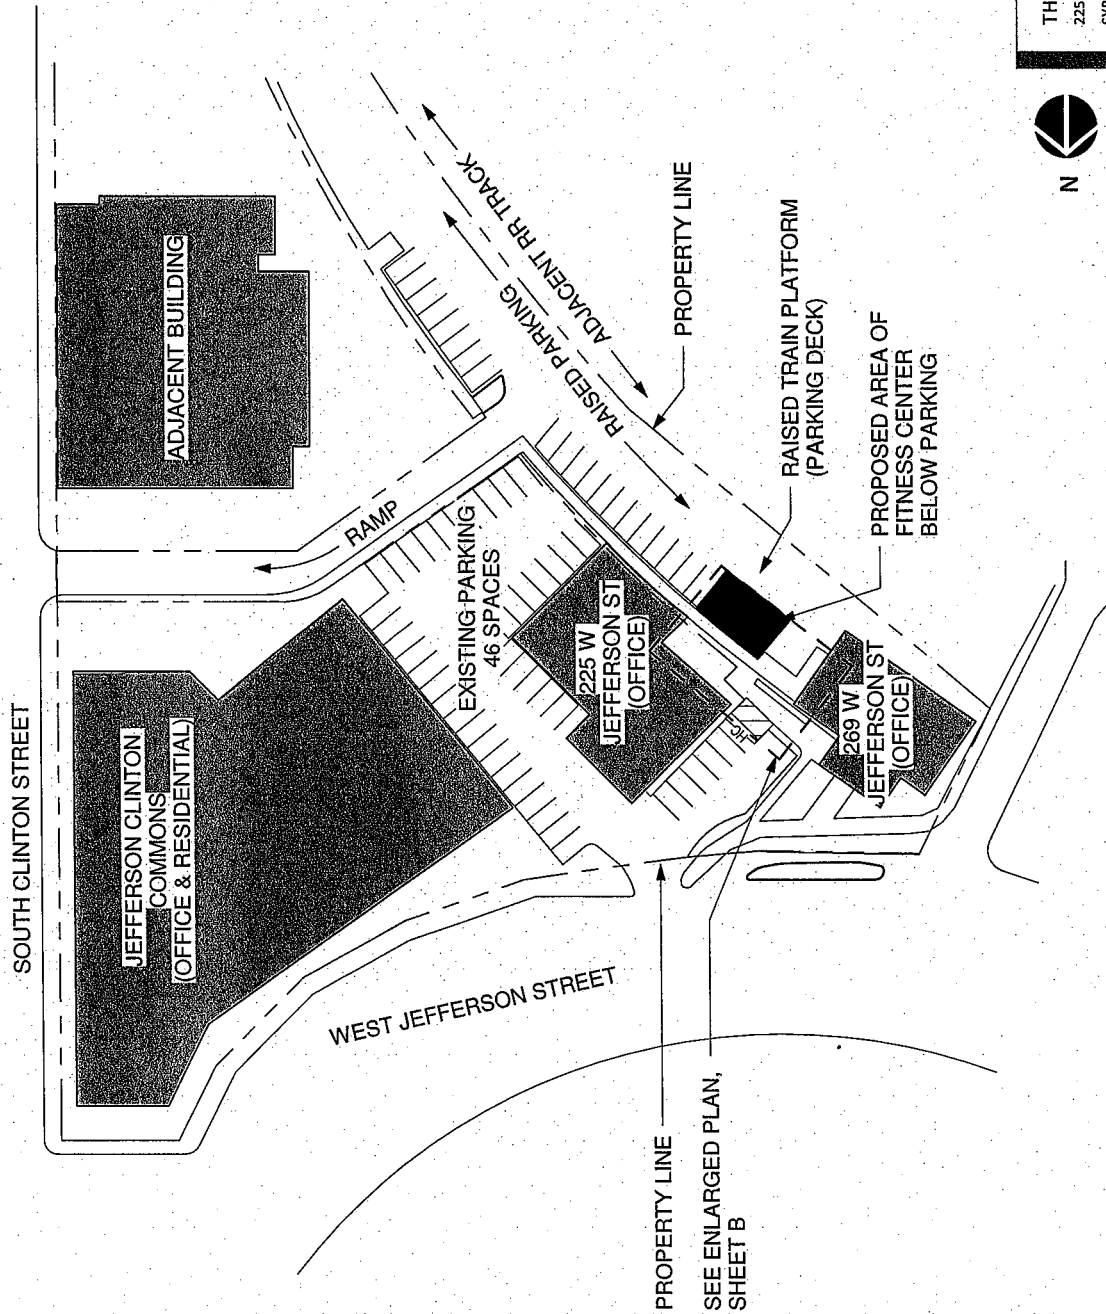 SOUTH CLINTON STREET
JEFFERSON CLINTON
COMMONS
(OFFICE & RESIDENTIAL)
ADJACENT BUILDING
RAMP
EXISTING PARKING
46 SPACES
225 W
JEFFERSON ST
(OFFICE)
RAISED PARKING
ADJACENT RR TRACK
PROPERTY LINE
RAISED TRAIN PLATFORM
(PARKING DECK)
PROPOSED AREA OF
FITNESS CENTER
BELOW PARKING
HC
269 W
JEFFERSON ST
(OFFICE)
WEST JEFFERSON STREET
PROPERTY LINE
SEE ENLARGED PLAN,
SHEET B
N
TH
225